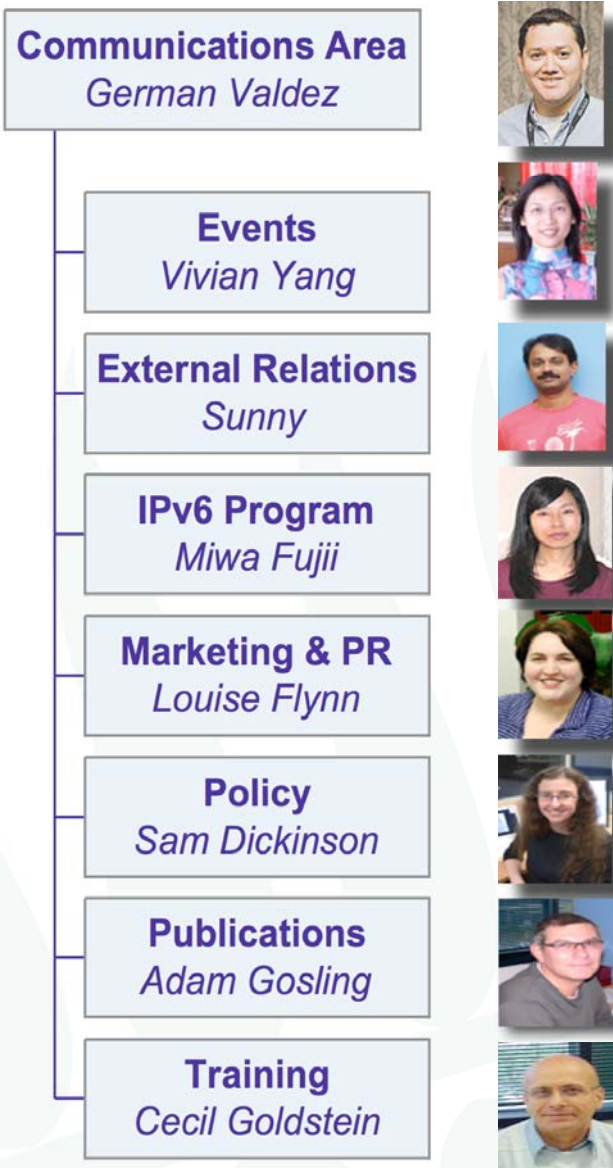 Communications Area
German Valdez
Events
Vivian Yang
External Relations
Sunny
IPv6 Program
Miwa Fujii
Marketing & PR
Louise Flynn
Policy
Sam Dickinson
Publications
Adam Gosling
Training
Cecil Goldstein